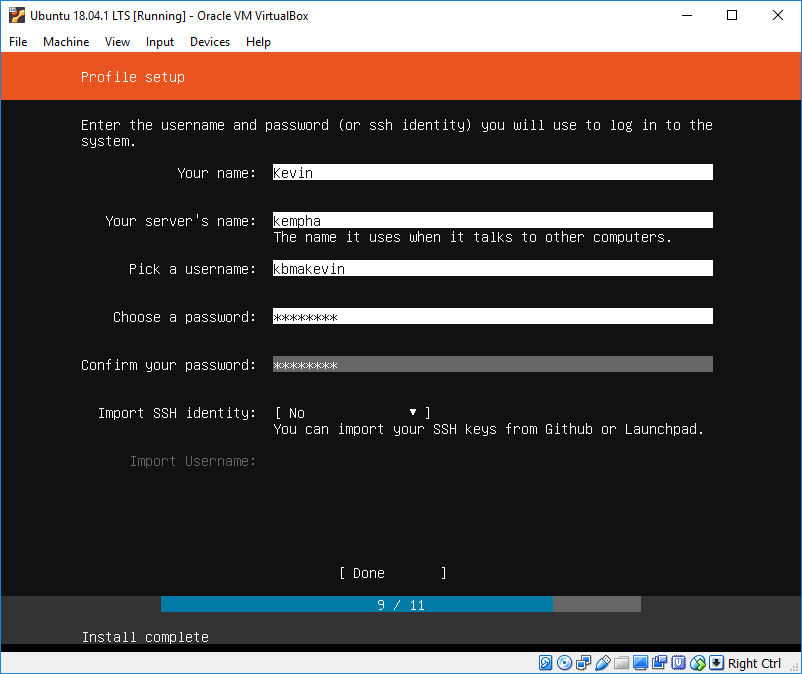 Ubuntu 18.04.1 LTS [Running] - Oracle VM VirtualBox
File Machine View Input Devices Help
Profile setup
Enter the username and password (or ssh identity) you will use to log in to the
system.
Your name: Kevin
Your server's name: kempha
The name it uses when it talks to other computers.
Pick a username: kbmakevin
Choose a password: ********
Confirm your password: ********
Import SSH identity: [ No ▼ ]
You can import your SSH keys from Github or Launchpad.
Import Username:
[ Done ]
9 / 11
Install complete
Right Ctrl